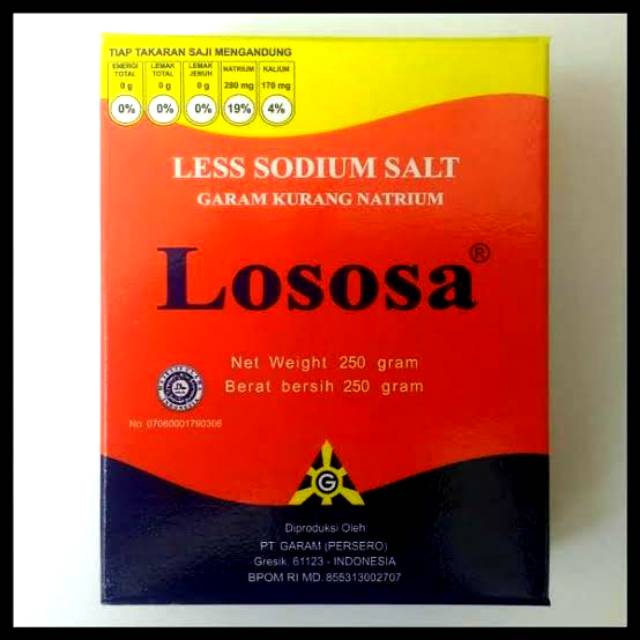 TIAP TAKARAN SAJI MENGANDUNG
ENERGI TOTAL 0 g 0%
LEMAK TOTAL 0 g 0%
LEMAK JENUH 0 g 0%
NATRIUM 280 mg 19%
KALIUM 170 mg 4%
LESS SODIUM SALT
GARAM KURANG NATRIUM
Lososa®
Net Weight 250 gram
Berat bersih 250 gram
No. 07060001790306
G
Diproduksi Oleh
PT GARAM (PERSERO)
Gresik. 61123 - INDONESIA
BPOM RI MD. 855313002707